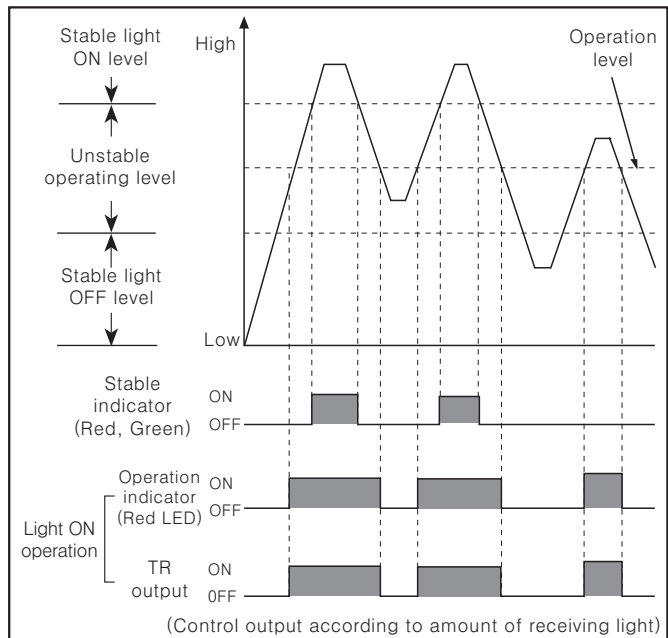 Stable light
ON level
High
Operation
level
Unstable
operating level
Stable light
OFF level
Low
Stable
indicator
(Red, Green)
ON
OFF
Operation
indicator
(Red LED)
ON
OFF
Light ON
operation
TR
output
ON
0FF
(Control output according to amount of receiving light)